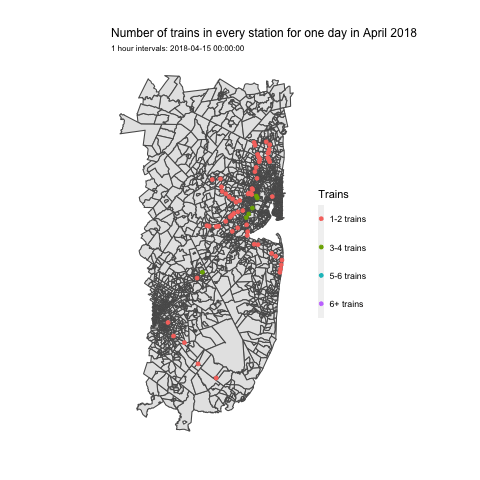 Number of trains in every station for one day in April 2018
1 hour intervals: 2018-04-15 00:00:00
Trains
1-2 trains
3-4 trains
5-6 trains
6+ trains